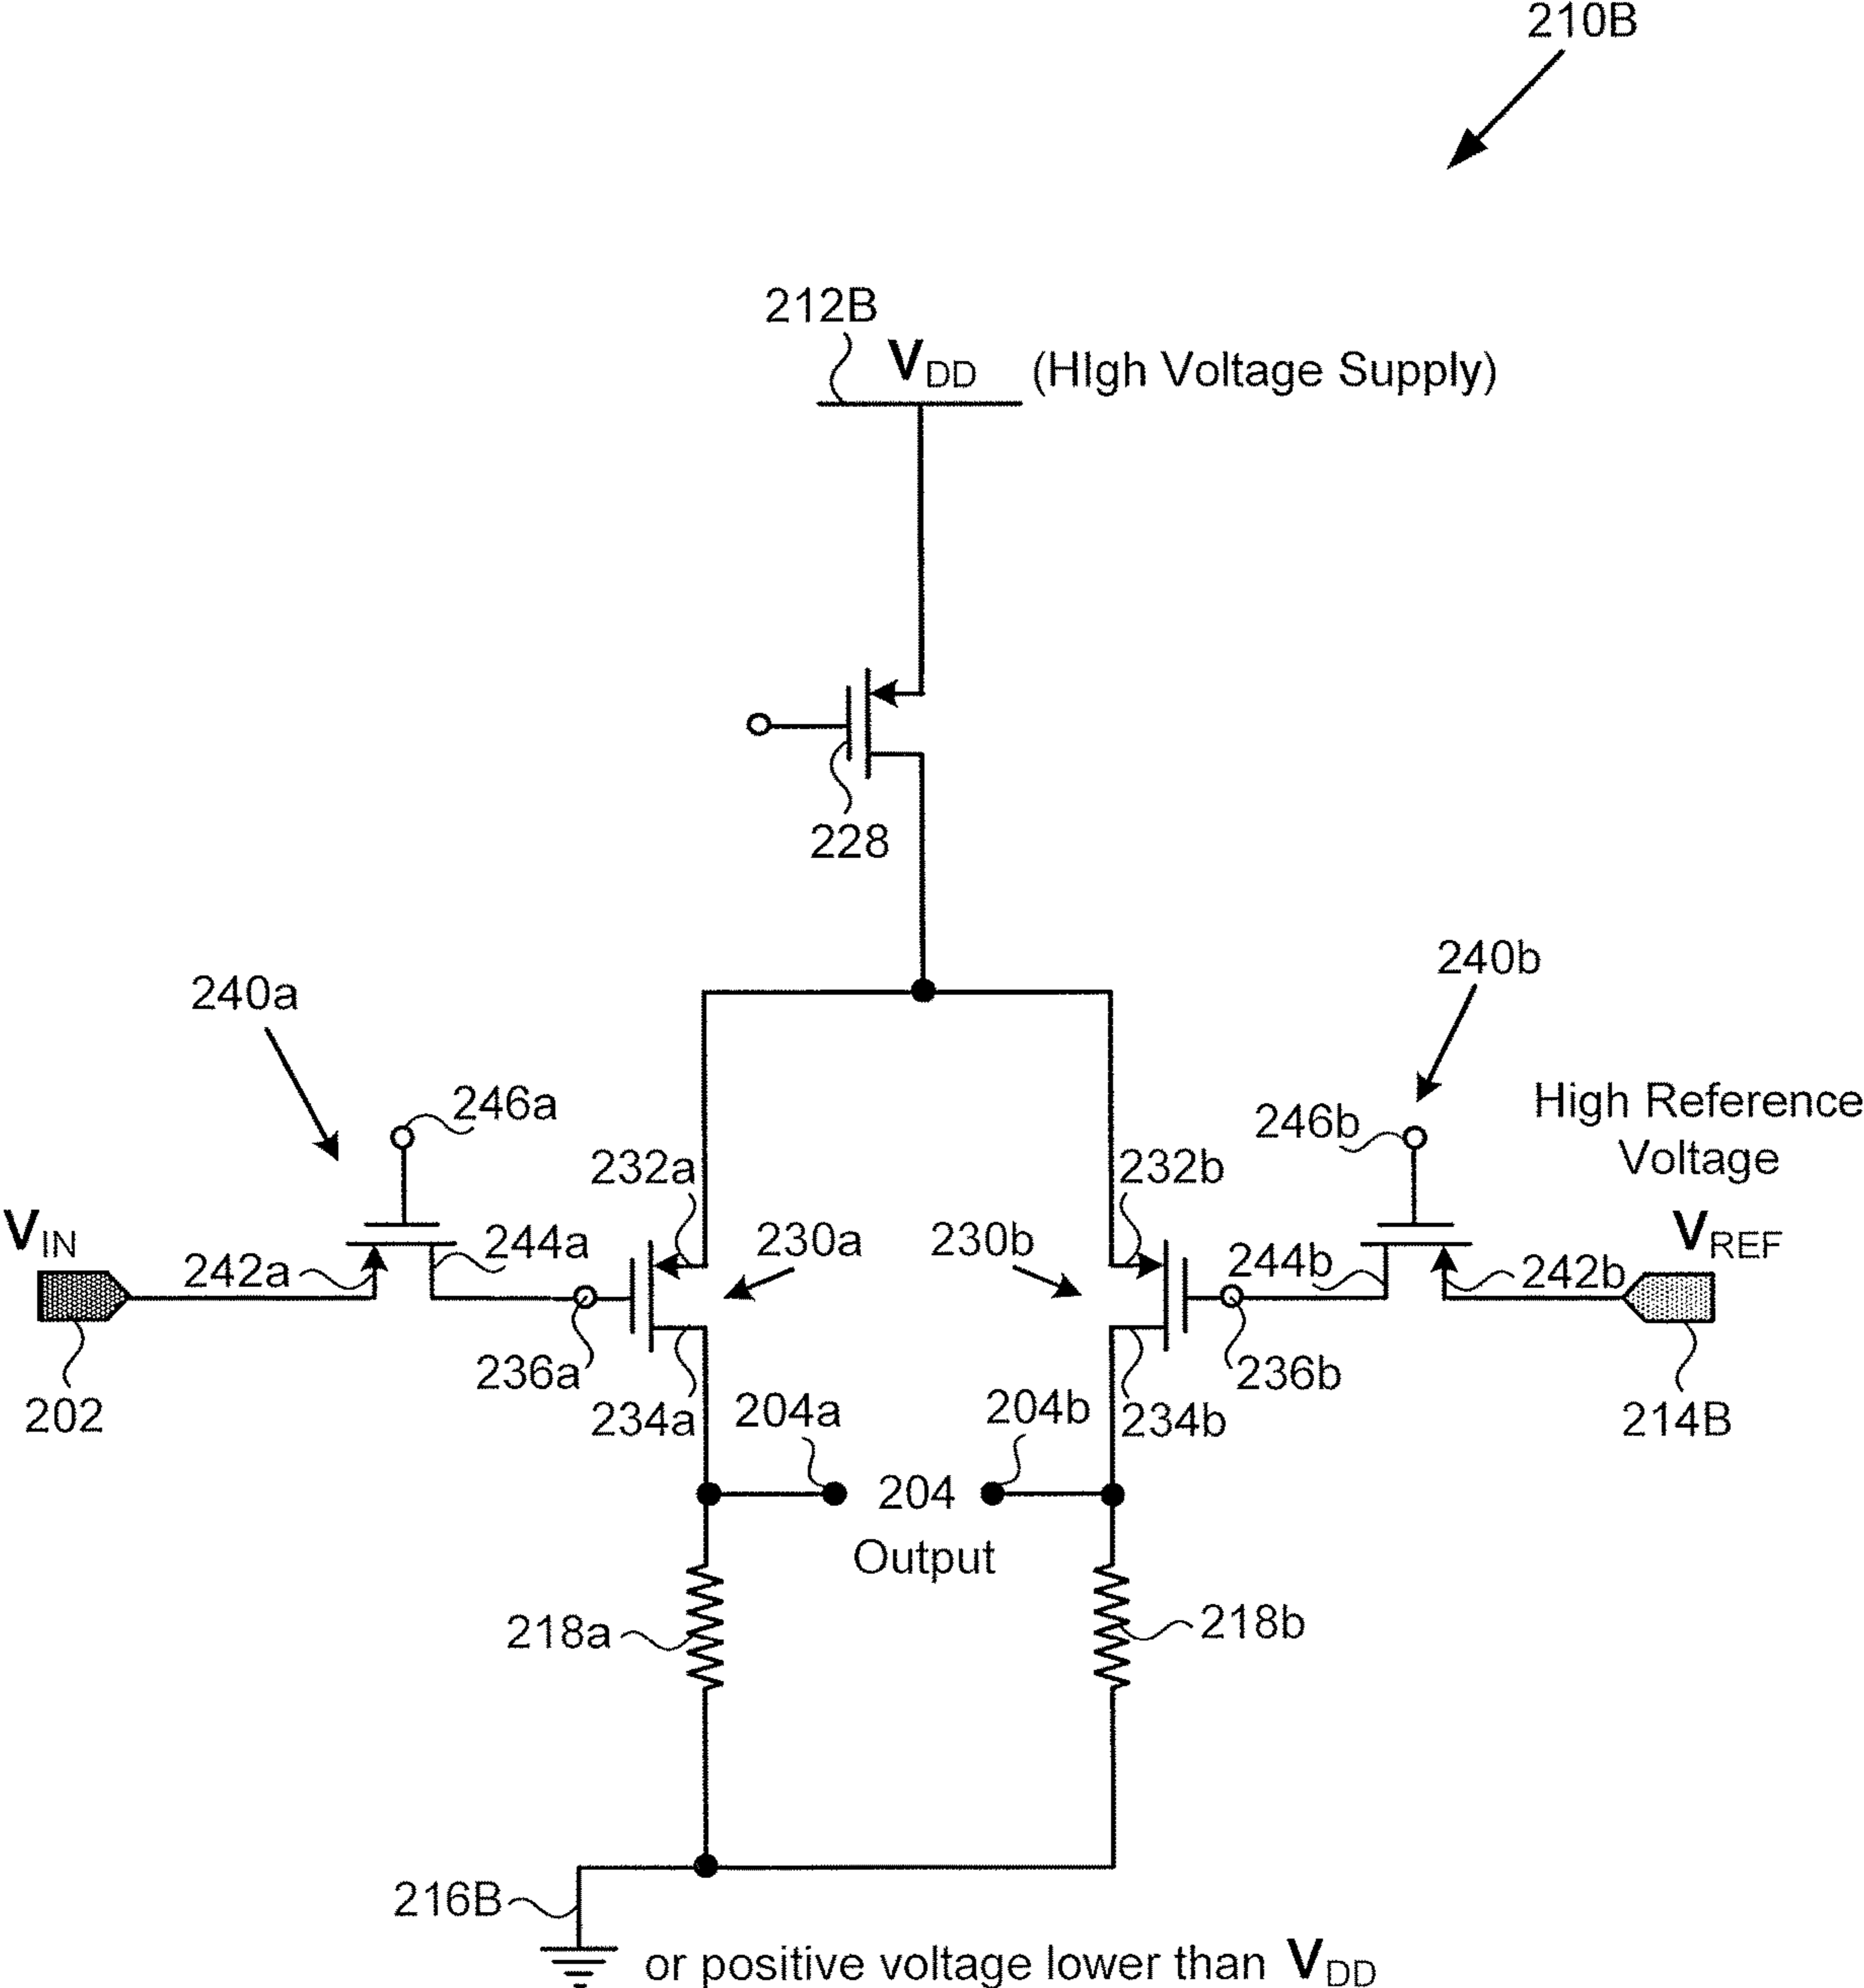 210B
212B
VDD (HIgh Voltage Supply)
228
240a
240b
246a
246b
High Reference
Voltage
232a
232b
VIN
VREF
242a
244a
230a
230b
244b
242b
236a
236b
202
234a
204a
204b
234b
214B
204
Output
218a
218b
216B
or positive voltage lower than VDD